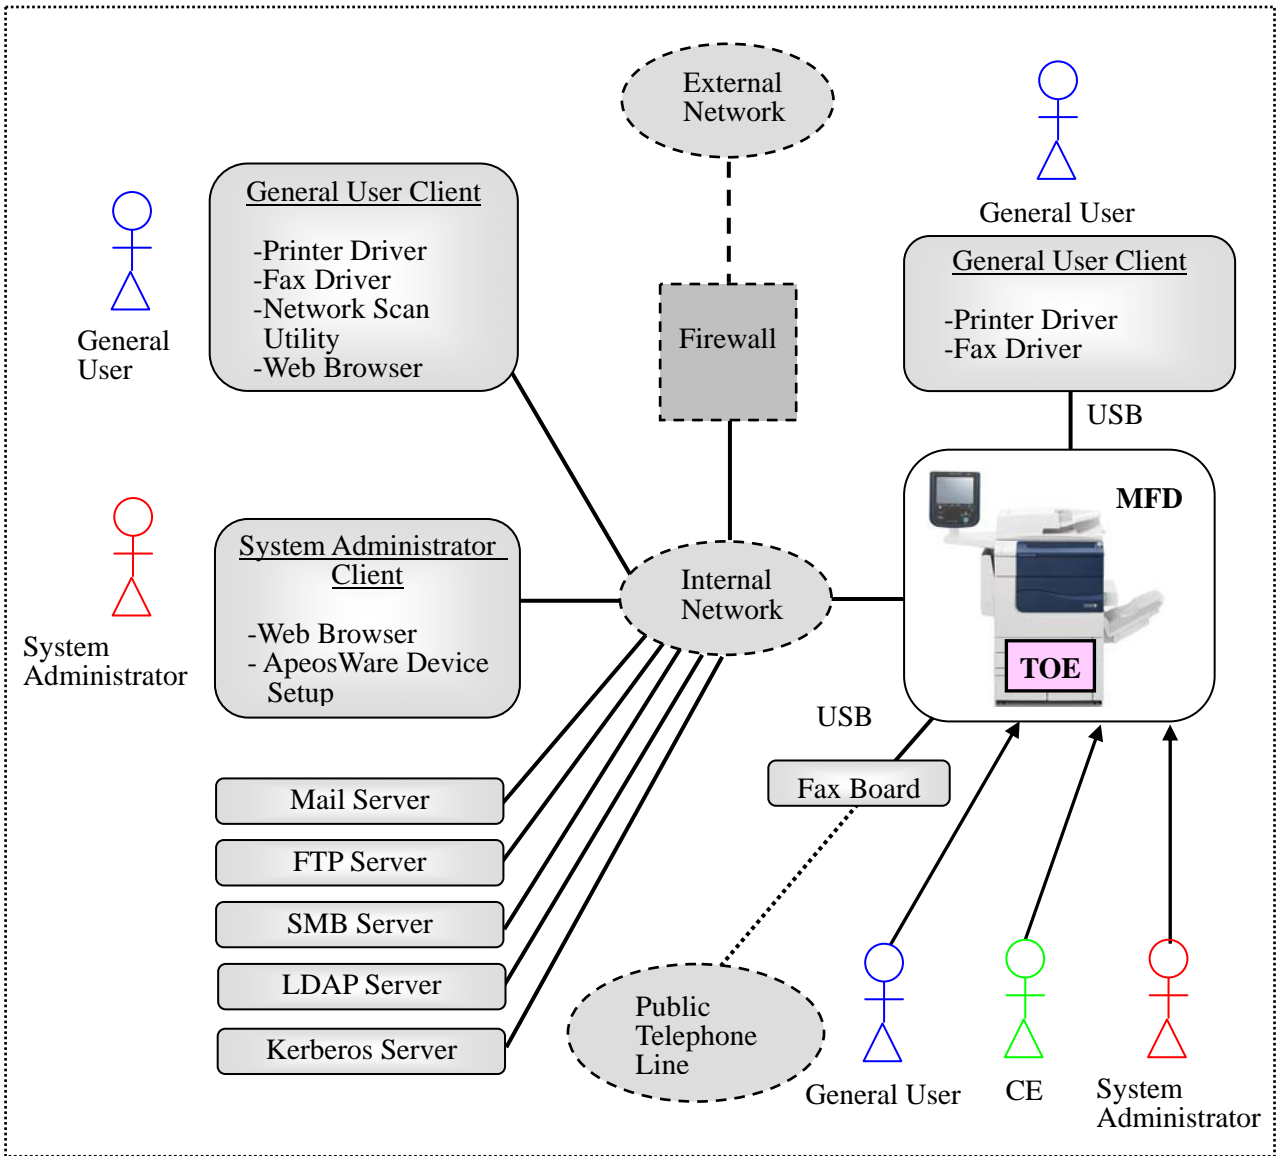 External
Network
General User
General User Client
-Printer Driver
-Fax Driver
-Network Scan
Utility
-Web Browser
General
User
Firewall
General User Client
-Printer Driver
-Fax Driver
USB
MFD
TOE
System Administrator
Client
-Web Browser
- ApeosWare Device
Setup
System
Administrator
Internal
Network
USB
Fax Board
Mail Server
FTP Server
SMB Server
LDAP Server
Kerberos Server
Public
Telephone
Line
General User
CE
System
Administrator